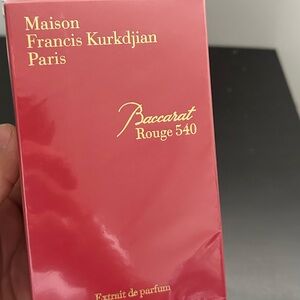 Maison
Francis Kurkdjian
Paris
Baccarat
Rouge 540
Extrait de parfum